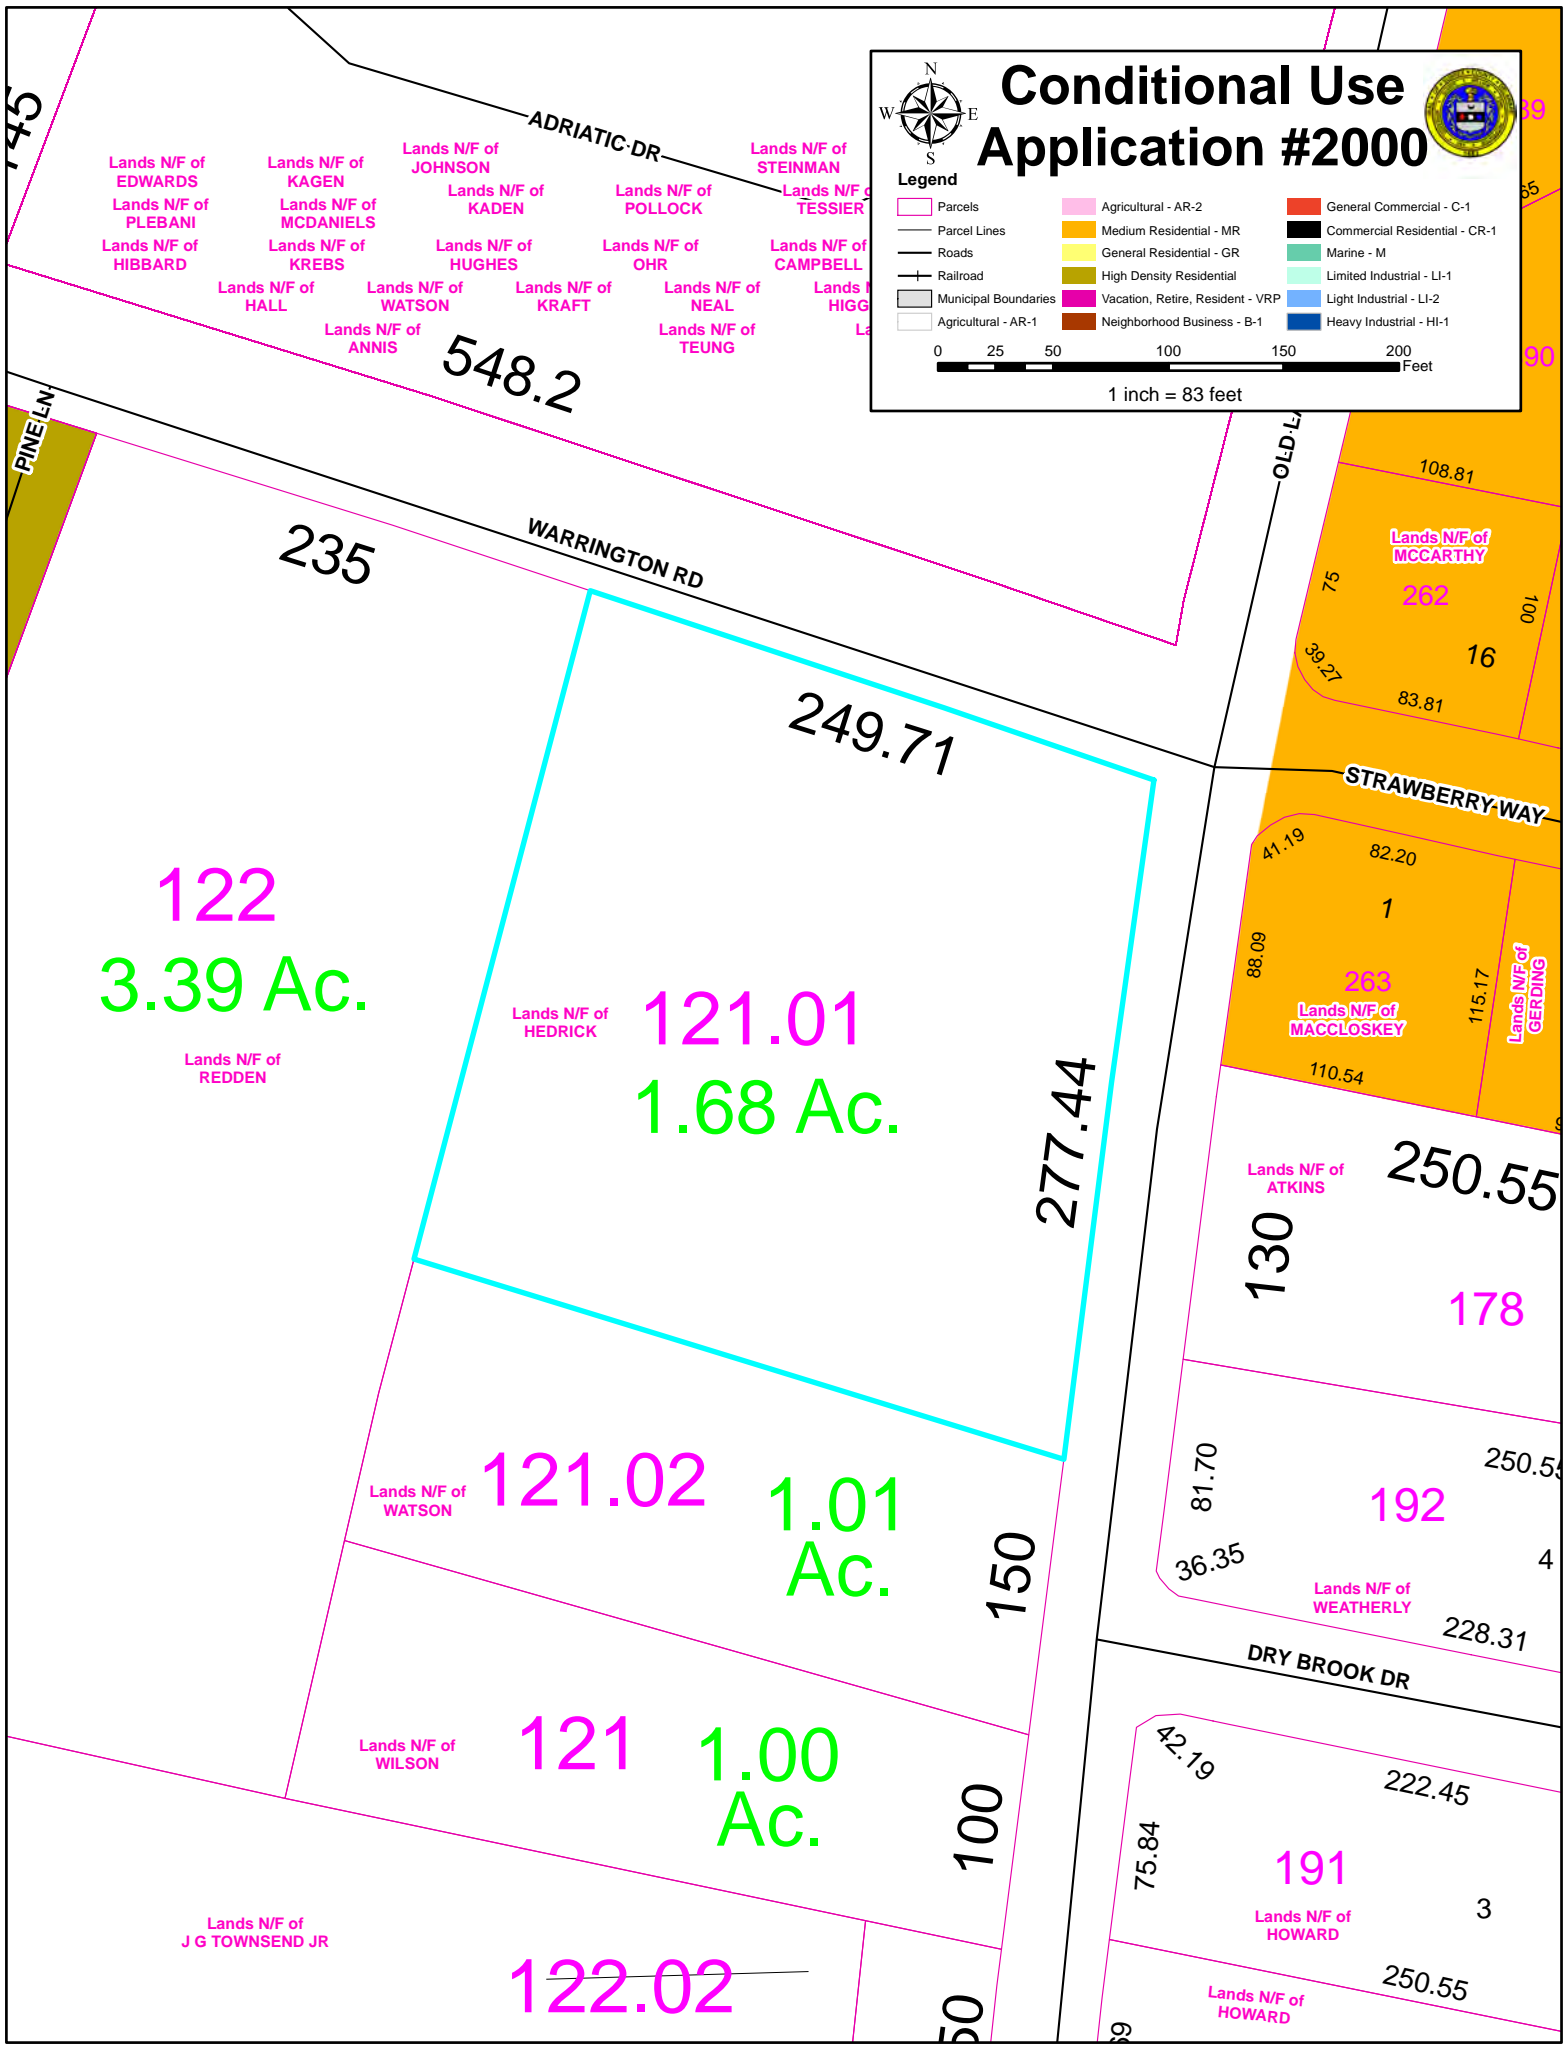 Conditional Use
Application #2000
N
W
E
S
Legend
Parcels
Parcel Lines
Roads
Railroad
Municipal Boundaries
Agricultural - AR-1
Agricultural - AR-2
Medium Residential - MR
General Residential - GR
High Density Residential
Vacation, Retire, Resident - VRP
Neighborhood Business - B-1
General Commercial - C-1
Commercial Residential - CR-1
Marine - M
Limited Industrial - LI-1
Light Industrial - LI-2
Heavy Industrial - HI-1
0 25 50 100 150 200
Feet
1 inch = 83 feet
ADRIATIC DR
Lands N/F of
EDWARDS
Lands N/F of
KAGEN
Lands N/F of
JOHNSON
Lands N/F of
STEINMAN
Lands N/F of
PLEBANI
Lands N/F of
MCDANIELS
Lands N/F of
KADEN
Lands N/F of
POLLOCK
Lands N/F
TESSIER
Lands N/F of
HIBBARD
Lands N/F of
KREBS
Lands N/F of
HUGHES
Lands N/F of
OHR
Lands N/F of
CAMPBELL
Lands N/F of
HALL
Lands N/F of
WATSON
Lands N/F of
KRAFT
Lands N/F of
NEAL
Lands
HIGG
Lands N/F of
ANNIS
Lands N/F of
TEUNG
548.2
39
65
90
PINE LN
OLD
108.81
235
WARRINGTON RD
Lands N/F of
MCCARTHY
262
75
100
16
39.27
83.81
249.71
STRAWBERRY WAY
41.19
82.20
1
88.09
263
115.17
Lands N/F of
MACCLOSKEY
Lands N/F of
GERDING
110.54
122
3.39 Ac.
Lands N/F of
REDDEN
Lands N/F of
HEDRICK
121.01
1.68 Ac.
277.44
250.55
Lands N/F of
ATKINS
130
178
Lands N/F of
WATSON
121.02
1.01
Ac.
150
81.70
250.55
192
36.35
4
Lands N/F of
WEATHERLY
228.31
DRY BROOK DR
Lands N/F of
WILSON
121
1.00
Ac.
100
42.19
222.45
75.84
191
3
Lands N/F of
HOWARD
Lands N/F of
J G TOWNSEND JR
122.02
50
250.55
Lands N/F of
HOWARD
69